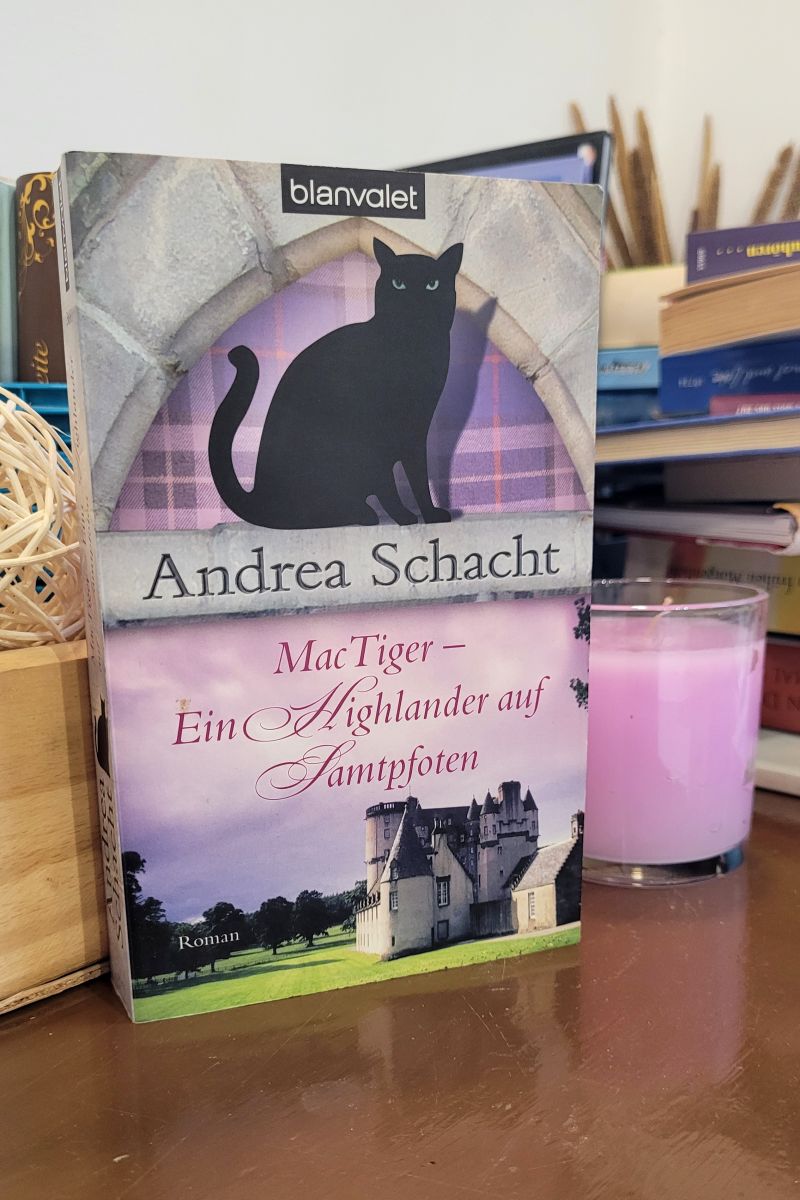 blanvalet
Andrea Schacht
MacTiger –
Ein Highlander auf
Samtpfoten
Roman